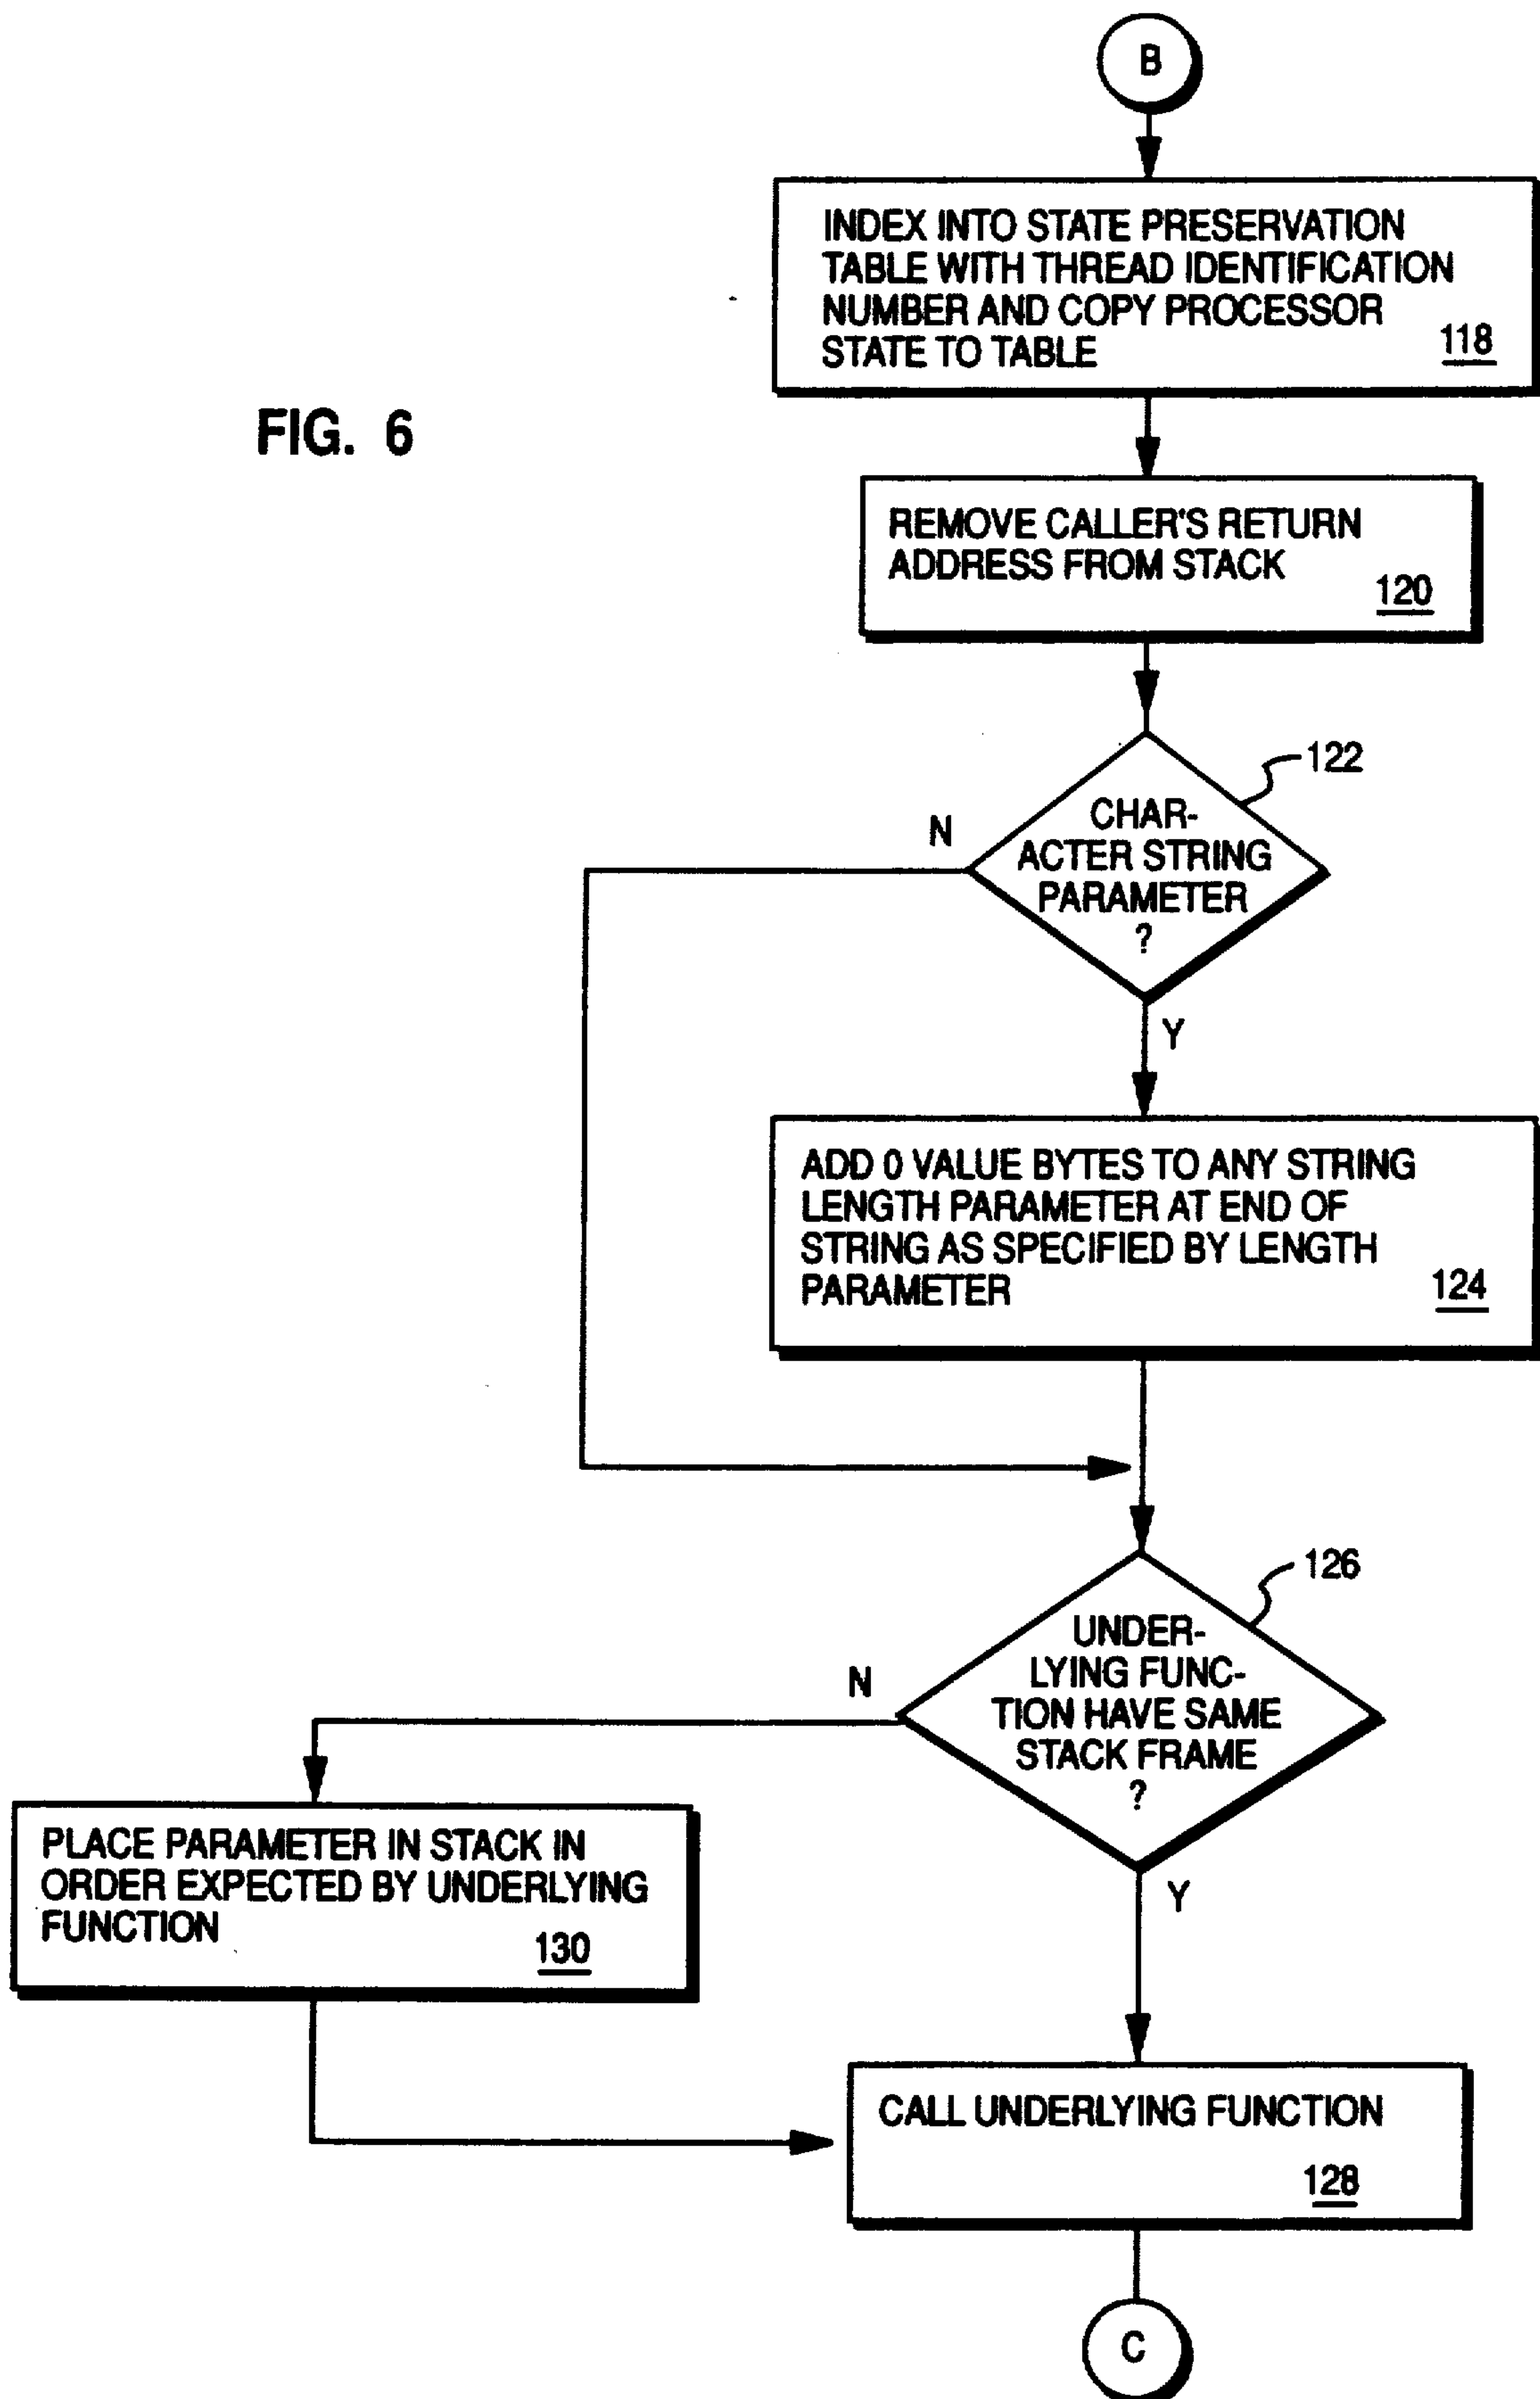 B
INDEX INTO STATE PRESERVATION
TABLE WITH THREAD IDENTIFICATION
NUMBER AND COPY PROCESSOR
STATE TO TABLE
118
FIG. 6
REMOVE CALLER'S RETURN
ADDRESS FROM STACK
120
122
N
CHAR-
ACTER STRING
PARAMETER
?
Y
ADD 0 VALUE BYTES TO ANY STRING
LENGTH PARAMETER AT END OF
STRING AS SPECIFIED BY LENGTH
PARAMETER
124
126
N
UNDER-
LYING FUNC-
TION HAVE SAME
STACK FRAME
?
Y
PLACE PARAMETER IN STACK IN
ORDER EXPECTED BY UNDERLYING
FUNCTION
130
CALL UNDERLYING FUNCTION
128
C